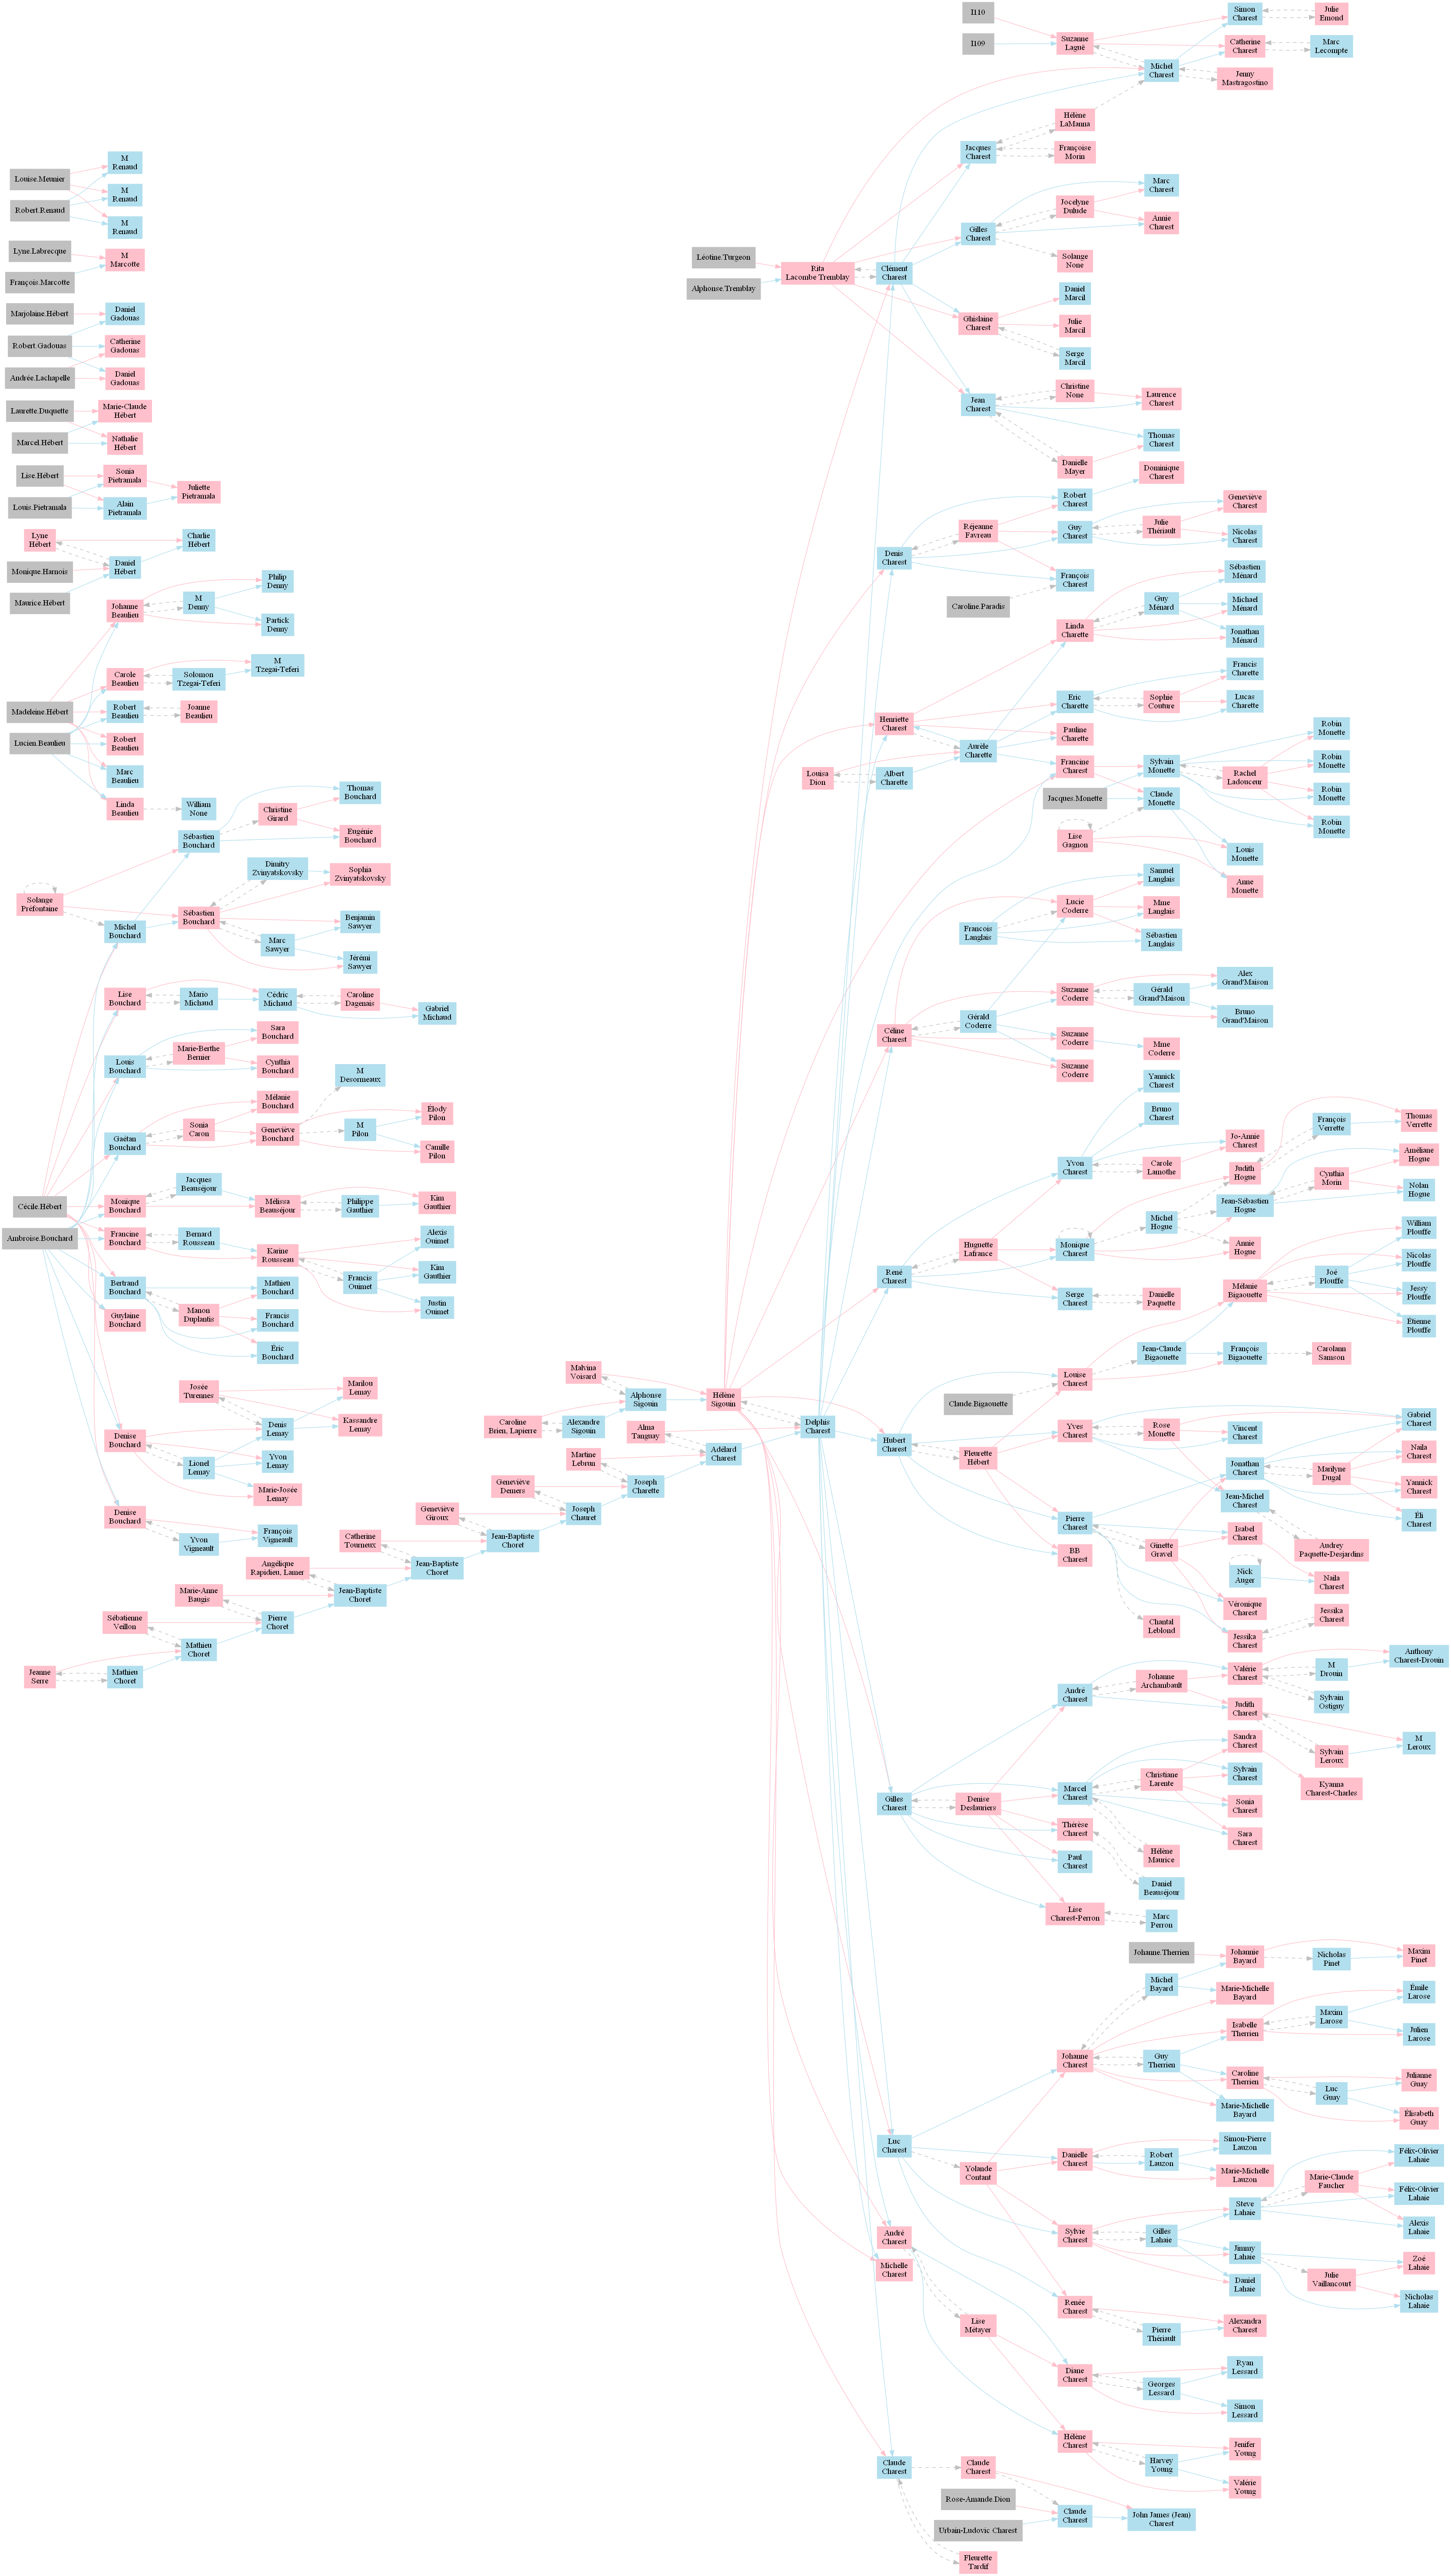 I110
I109
Suzanne
Laguë
Simon
Charest
Julie
Emond
Catherine
Charest
Marc
Lecompte
Michel
Charest
Jenny
Mastragostino
Hélène
LaManna
Jacques
Charest
Françoise
Morin
Louise.Meunier
Robert.Renaud
M
Renaud
M
Renaud
M
Renaud
Lyne.Labrecque
François.Marcotte
M
Marcotte
Marjolaine.Hébert
Robert.Gadouas
Andrée.Lachapelle
Daniel
Gadouas
Catherine
Gadouas
Daniel
Gadouas
Laurette.Duquette
Marcel.Hébert
Marie-Claude
Hébert
Nathalie
Hébert
Lise.Hébert
Louis.Pietramala
Sonia
Pietramala
Alain
Pietramala
Juliette
Pietramala
Lyne
Hébert
Monique.Harnois
Maurice.Hébert
Daniel
Hébert
Charlie
Hébert
Johanne
Beaulieu
M
Denny
Philip
Denny
Partick
Denny
Madeleine.Hébert
Lucien.Beaulieu
Carole
Beaulieu
Solomon
Tzegai-Teferi
M
Tzegai-Teferi
Robert
Beaulieu
Joanne
Beaulieu
Robert
Beaulieu
Marc
Beaulieu
Linda
Beaulieu
William
None
Solange
Préfontaine
Michel
Bouchard
Sébastien
Bouchard
Christine
Girard
Thomas
Bouchard
Eugénie
Bouchard
Sébastien
Bouchard
Dimitry
Zvinyatskovsky
Sophia
Zvinyatskovsky
Marc
Sawyer
Benjamin
Sawyer
Jérémi
Sawyer
Lise
Bouchard
Mario
Michaud
Cédric
Michaud
Caroline
Dagenais
Gabriel
Michaud
Louis
Bouchard
Marie-Berthe
Bernier
Sara
Bouchard
Cynthia
Bouchard
Gaétan
Bouchard
Sonia
Caron
Mélanie
Bouchard
Geneviève
Bouchard
M
Desormeaux
M
Pilon
Élody
Pilon
Camille
Pilon
Cécile.Hébert
Ambroise.Bouchard
Monique
Bouchard
Jacques
Beauséjour
Mélissa
Beauséjour
Philippe
Gauthier
Kim
Gauthier
Francine
Bouchard
Bernard
Rousseau
Karine
Rousseau
Francis
Ouimet
Alexis
Ouimet
Kim
Gauthier
Justin
Ouimet
Bertrand
Bouchard
Manon
Duplantis
Mathieu
Bouchard
Francis
Bouchard
Éric
Bouchard
Guylaine
Bouchard
Denise
Bouchard
Josée
Turennes
Denis
Lemay
Marilou
Lemay
Kassandre
Lemay
Lionel
Lemay
Yvon
Lemay
Marie-Josée
Lemay
Denise
Bouchard
Yvon
Vigneault
François
Vigneault
Jeanne
Serre
Mathieu
Choret
Sébatienne
Veillon
Mathieu
Choret
Marie-Anne
Baugis
Pierre
Choret
Angélique
Rapidieu, Lamer
Jean-Baptiste
Choret
Catherine
Tourneux
Jean-Baptiste
Choret
Geneviève
Giroux
Jean-Baptiste
Choret
Geneviève
Demers
Joseph
Chauret
Martine
Lebrun
Joseph
Charette
Alma
Tanguay
Adélard
Charest
Caroline
Brien, Lapierre
Alexandre
Sigouin
Malvina
Voisard
Alphonse
Sigouin
Hélène
Sigouin
Delphis
Charest
Léotine.Turgeon
Alphonse.Tremblay
Rita
Lacombe Tremblay
Clément
Charest
Gilles
Charest
Jocelyne
Dulude
Marc
Charest
Annie
Charest
Solange
None
Ghislaine
Charest
Daniel
Marcil
Julie
Marcil
Serge
Marcil
Jean
Charest
Christine
None
Laurence
Charest
Danielle
Mayer
Thomas
Charest
Denis
Charest
Réjeanne
Favreau
Caroline.Paradis
Robert
Charest
Dominique
Charest
Guy
Charest
Julie
Thériault
Geneviève
Charest
Nicolas
Charest
François
Charest
Henriette
Charest
Louisa
Dion
Albert
Charette
Aurèle
Charette
Linda
Charette
Guy
Ménard
Sébastien
Ménard
Michael
Ménard
Jonathan
Ménard
Eric
Charette
Sophie
Couture
Francis
Charette
Lucas
Charette
Pauline
Charette
Francine
Charest
Jacques.Monette
Sylvain
Monette
Rachel
Ladouceur
Robin
Monette
Robin
Monette
Robin
Monette
Robin
Monette
Claude
Monette
Lise
Gagnon
Louis
Monette
Anne
Monette
Céline
Charest
Francois
Langlais
Gérald
Coderre
Lucie
Coderre
Samuel
Langlais
Mme
Langlais
Sébastien
Langlais
Suzanne
Coderre
Gérald
Grand'Maison
Alex
Grand'Maison
Bruno
Grand'Maison
Suzanne
Coderre
Mme
Coderre
Suzanne
Coderre
René
Charest
Huguette
Lafrance
Yvon
Charest
Yannick
Charest
Bruno
Charest
Carole
Lamothe
Jo-Annie
Charest
Monique
Charest
Michel
Hogue
Judith
Hogue
François
Verrette
Thomas
Verrette
Jean-Sébastien
Hogue
Cynthia
Morin
Améliane
Hogue
Nolan
Hogue
Annie
Hogue
Serge
Charest
Danielle
Paquette
Hubert
Charest
Fleurette
Hébert
Claude.Bigaouette
Louise
Charest
Jean-Claude
Bigaouette
Mélanie
Bigaouette
Joé
Plouffe
William
Plouffe
Nicolas
Plouffe
Jessy
Plouffe
Étienne
Plouffe
François
Bigaouette
Carolann
Samson
Yves
Charest
Rose
Monette
Vincent
Charest
Jonathan
Charest
Marilyne
Dugal
Gabriel
Charest
Naila
Charest
Yannick
Charest
Éli
Charest
Jean-Michel
Charest
Audrey
Paquette-Desjardins
Pierre
Charest
Ginette
Gravel
Isabel
Charest
Nick
Auger
Naila
Charest
Véronique
Charest
Jessika
Charest
Jessika
Charest
Chantal
Leblond
BB
Charest
Gilles
Charest
Denise
Deslauriers
André
Charest
Johanne
Archambault
Valérie
Charest
M
Drouin
Anthony
Charest-Drouin
Sylvain
Ostiguy
Judith
Charest
Sylvain
Leroux
M
Leroux
Marcel
Charest
Christiane
Larente
Sandra
Charest
Kyanna
Charest-Charles
Sylvain
Charest
Sonia
Charest
Sara
Charest
Hélène
Maurice
Thérèse
Charest
Daniel
Beauséjour
Paul
Charest
Lise
Charest-Perron
Marc
Perron
Luc
Charest
Yolande
Contant
Johanne.Therrien
Johannie
Bayard
Nicholas
Pinet
Maxim
Pinet
Michel
Bayard
Marie-Michelle
Bayard
Johanne
Charest
Guy
Therrien
Isabelle
Therrien
Maxim
Larose
Émile
Larose
Julien
Larose
Caroline
Therrien
Luc
Guay
Julianne
Guay
Élisabeth
Guay
Marie-Michelle
Bayard
Danielle
Charest
Robert
Lauzon
Simon-Pierre
Lauzon
Marie-Michelle
Lauzon
Sylvie
Charest
Gilles
Lahaie
Steve
Lahaie
Marie-Claude
Faucher
Félix-Olivier
Lahaie
Félix-Olivier
Lahaie
Alexis
Lahaie
Jimmy
Lahaie
Julie
Vaillancourt
Zoé
Lahaie
Nicholas
Lahaie
Daniel
Lahaie
Renée
Charest
Pierre
Thériault
Alexandra
Charest
André
Charest
Michelle
Charest
Lise
Métayer
Diane
Charest
Georges
Lessard
Ryan
Lessard
Simon
Lessard
Hélène
Charest
Harvey
Young
Jenifer
Young
Valérie
Young
Claude
Charest
Claude
Charest
Rose-Amande.Dion
Urbain-Ludovic Charest
Claude
Charest
John James (Jean)
Charest
Fleurette
Tardif